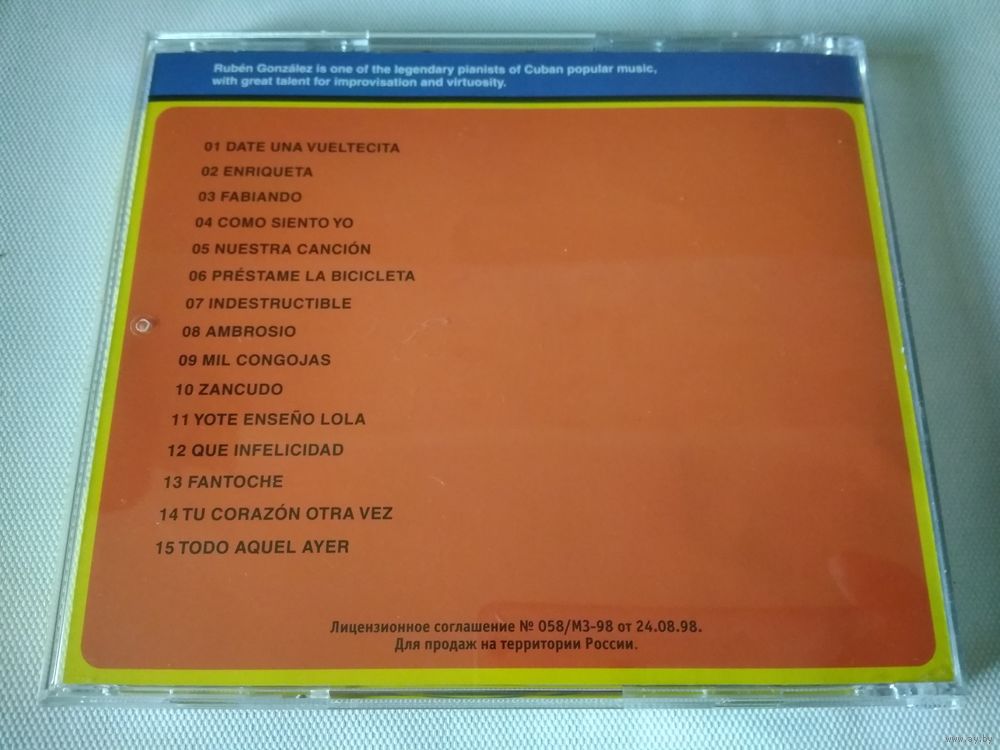 Rubén González is one of the legendary pianists of Cuban popular music,
with great talent for improvisation and virtuosity.
01 DATE UNA VUELTECITA
02 ENRIQUETA
03 FABIANDO
04 COMO SIENTO YO
05 NUESTRA CANCIÓN
06 PRÉSTAME LA BICICLETA
07 INDESTRUCTIBLE
08 AMBROSIO
09 MIL CONGOJAS
10 ZANCUDO
11 YOTE ENSEÑO LOLA
12 QUE INFELICIDAD
13 FANTOCHE
14 TU CORAZÓN OTRA VEZ
15 TODO AQUEL AYER
Лицензионное соглашение № 058/МЗ-98 от 24.08.98.
Для продаж на территории России.
www.ay.by